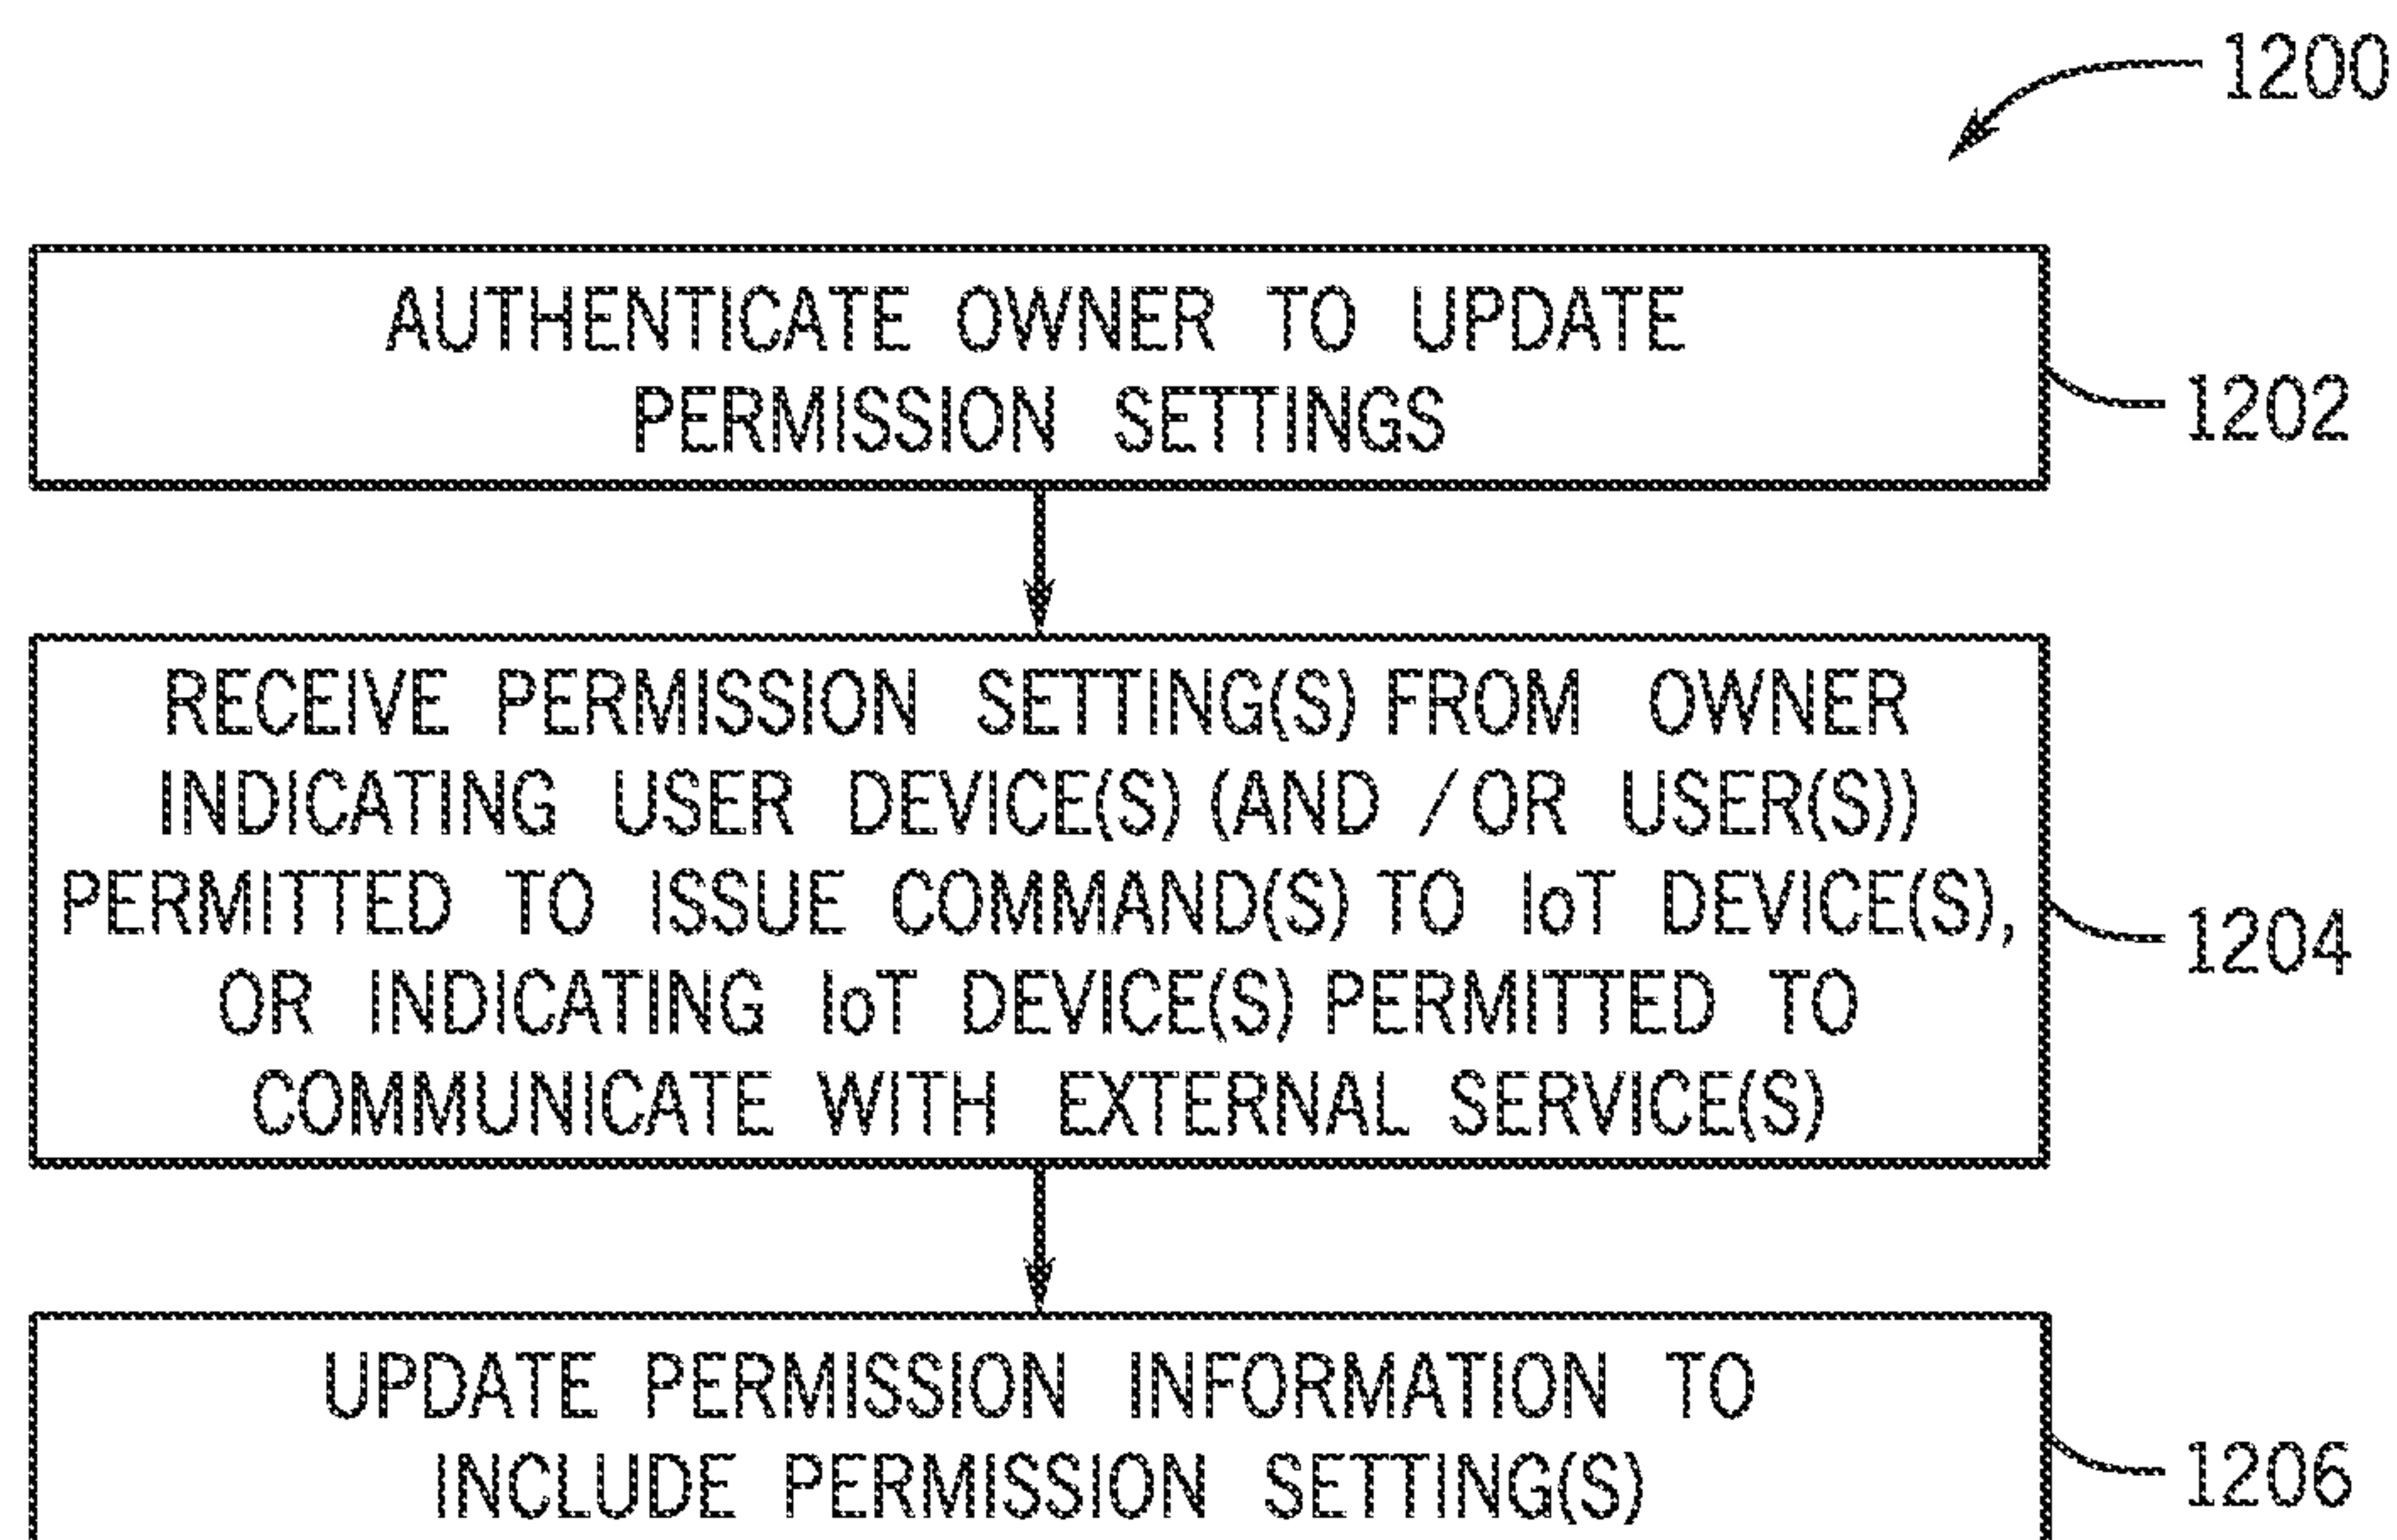 1200
AUTHENTICATE OWNER TO UPDATE
PERMISSION SETTINGS
1202
RECEIVE PERMISSION SETTING(S) FROM OWNER
INDICATING USER DEVICE(S) (AND /OR USER(S))
PERMITTED TO ISSUE COMMAND(S) TO IoT DEVICE(S),
OR INDICATING IoT DEVICE(S) PERMITTED TO
COMMUNICATE WITH EXTERNAL SERVICE(S)
1204
UPDATE PERMISSION INFORMATION TO
INCLUDE PERMISSION SETTING(S)
1206